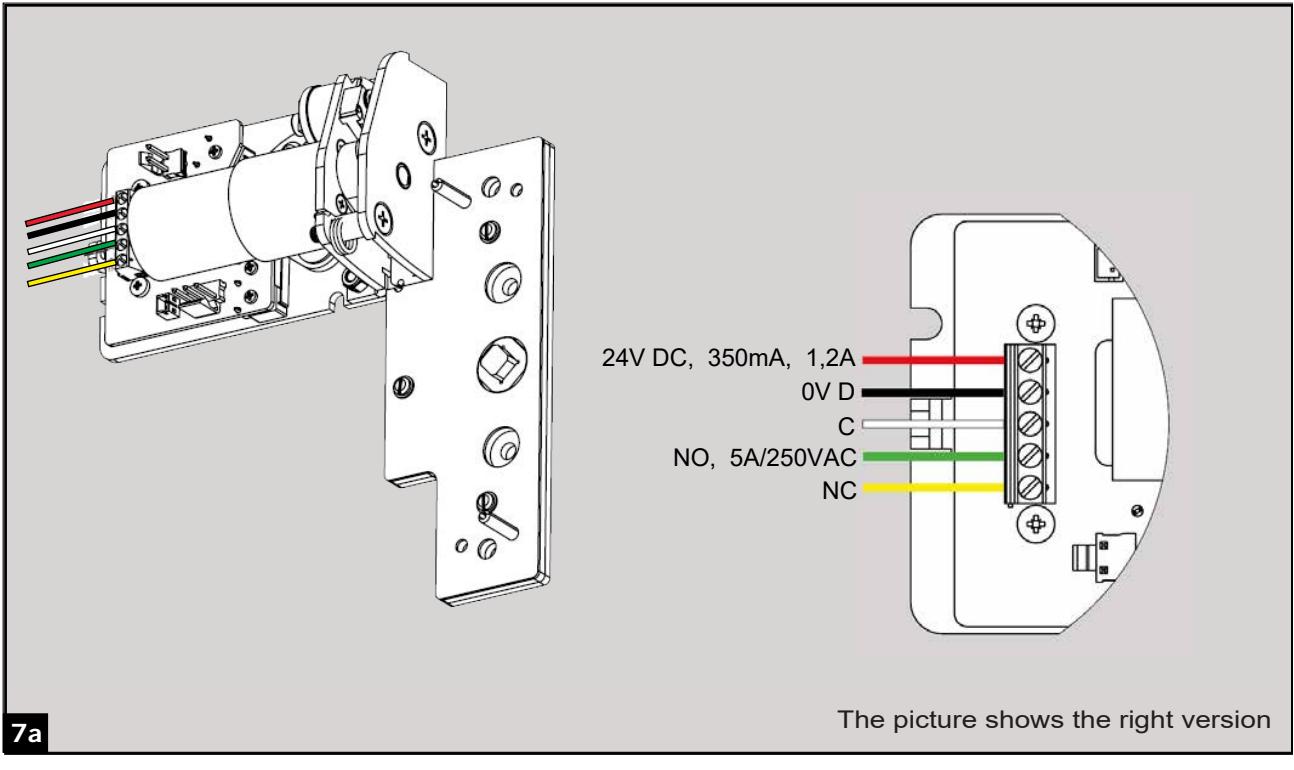 24V DC, 350mA, 1,2A
0V D
C
NO, 5A/250VAC
NC
7a
The picture shows the right version